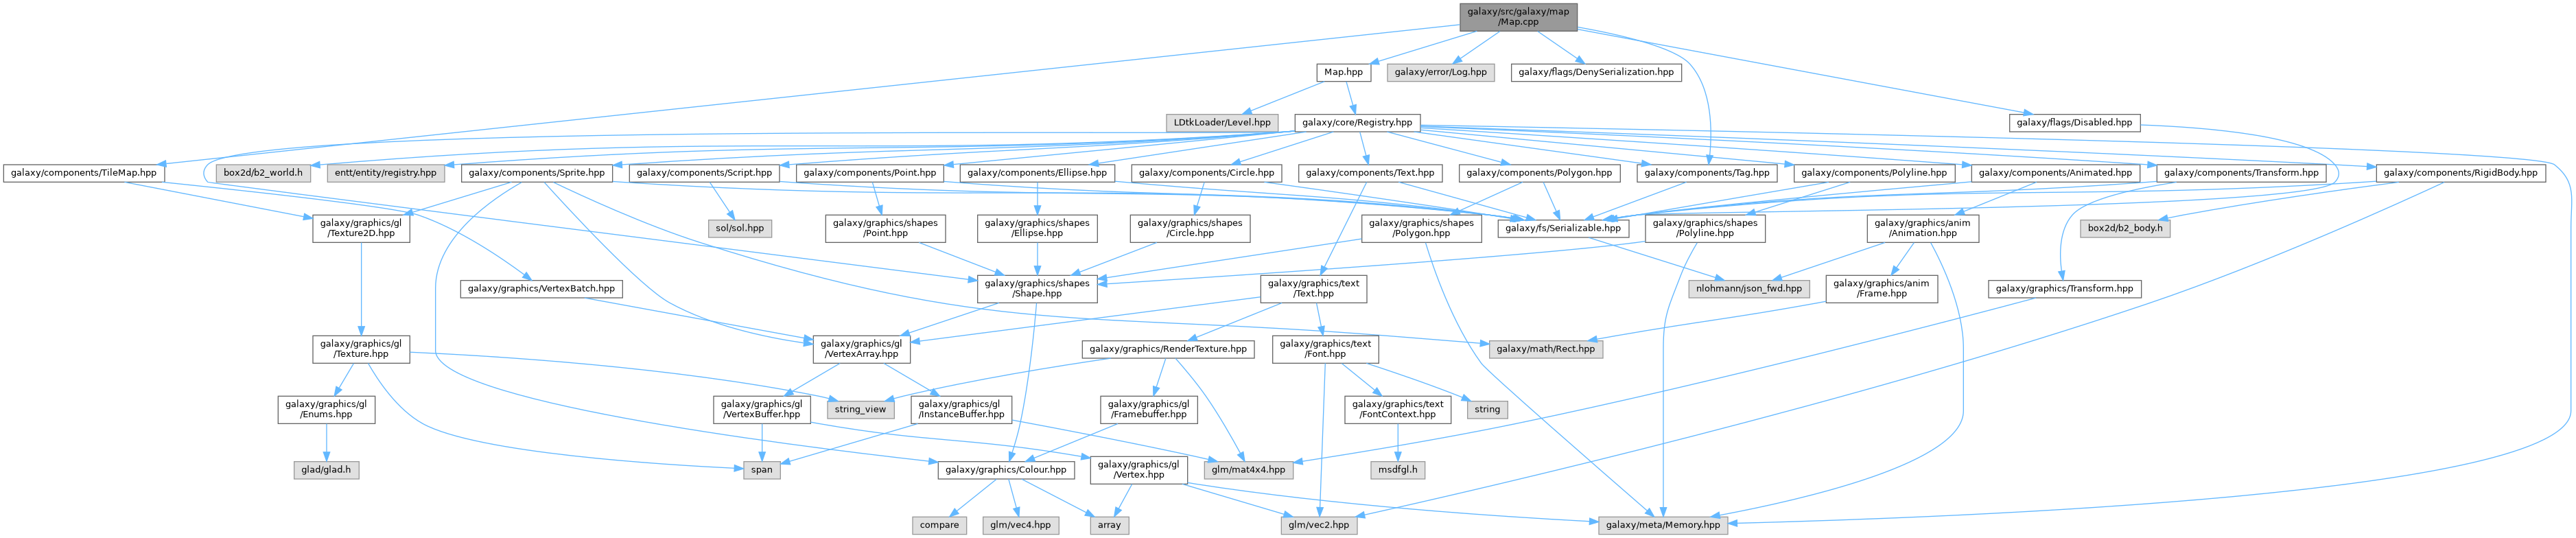 galaxy/src/galaxy/map
/Map.cpp
Map.hpp
galaxy/error/Log.hpp
galaxy/flags/DenySerialization.hpp
LDtkLoader/Level.hpp
galaxy/core/Registry.hpp
galaxy/flags/Disabled.hpp
galaxy/components/TileMap.hpp
box2d/b2_world.h
entt/entity/registry.hpp
galaxy/components/Sprite.hpp
galaxy/components/Script.hpp
galaxy/components/Point.hpp
galaxy/components/Ellipse.hpp
galaxy/components/Circle.hpp
galaxy/components/Text.hpp
galaxy/components/Polygon.hpp
galaxy/components/Tag.hpp
galaxy/components/Polyline.hpp
galaxy/components/Animated.hpp
galaxy/components/Transform.hpp
galaxy/components/RigidBody.hpp
galaxy/graphics/gl
/Texture2D.hpp
sol/sol.hpp
galaxy/graphics/shapes
/Point.hpp
galaxy/graphics/shapes
/Ellipse.hpp
galaxy/graphics/shapes
/Circle.hpp
galaxy/graphics/shapes
/Polygon.hpp
galaxy/fs/Serializable.hpp
galaxy/graphics/shapes
/Polyline.hpp
galaxy/graphics/anim
/Animation.hpp
box2d/b2_body.h
galaxy/graphics/VertexBatch.hpp
galaxy/graphics/shapes
/Shape.hpp
galaxy/graphics/text
/Text.hpp
nlohmann/json_fwd.hpp
galaxy/graphics/anim
/Frame.hpp
galaxy/graphics/Transform.hpp
galaxy/graphics/gl
/Texture.hpp
galaxy/graphics/gl
/VertexArray.hpp
galaxy/graphics/RenderTexture.hpp
galaxy/graphics/text
/Font.hpp
galaxy/math/Rect.hpp
galaxy/graphics/gl
/Enums.hpp
galaxy/graphics/gl
/VertexBuffer.hpp
string_view
galaxy/graphics/gl
/InstanceBuffer.hpp
galaxy/graphics/gl
/Framebuffer.hpp
galaxy/graphics/text
/FontContext.hpp
string
glad/glad.h
span
galaxy/graphics/Colour.hpp
galaxy/graphics/gl
/Vertex.hpp
glm/mat4x4.hpp
msdfgl.h
compare
glm/vec4.hpp
array
glm/vec2.hpp
galaxy/meta/Memory.hpp